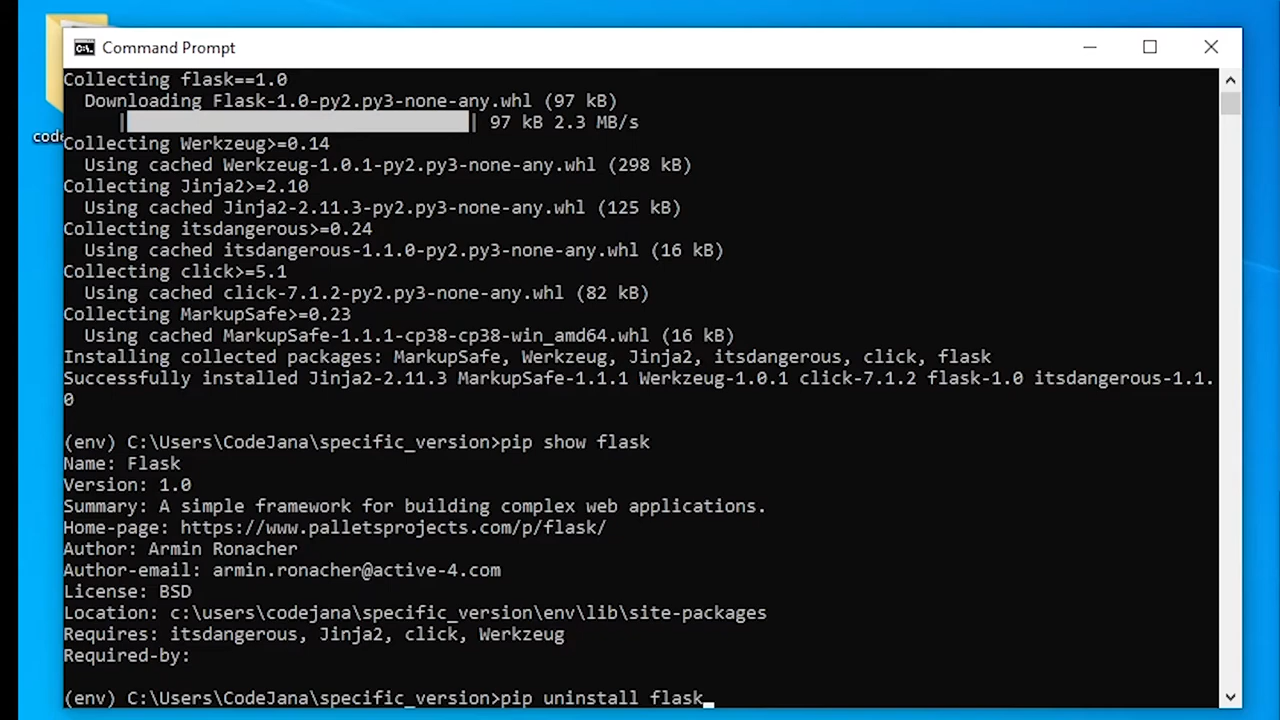 Command Prompt
Collecting flask==1.0
Downloading Flask-1.0-py2.py3-none-any.whl (97 kB)
| | 97 kB 2.3 MB/s
Collecting Werkzeug>=0.14
Using cached Werkzeug-1.0.1-py2.py3-none-any.whl (298 kB)
Collecting Jinja2>=2.10
Using cached Jinja2-2.11.3-py2.py3-none-any.whl (125 kB)
Collecting itsdangerous>=0.24
Using cached itsdangerous-1.1.0-py2.py3-none-any.whl (16 kB)
Collecting click>=5.1
Using cached click-7.1.2-py2.py3-none-any.whl (82 kB)
Collecting MarkupSafe>=0.23
Using cached MarkupSafe-1.1.1-cp38-cp38-win_amd64.whl (16 kB)
Installing collected packages: MarkupSafe, Werkzeug, Jinja2, itsdangerous, click, flask
Successfully installed Jinja2-2.11.3 MarkupSafe-1.1.1 Werkzeug-1.0.1 click-7.1.2 flask-1.0 itsdangerous-1.1.
0
(env) C:\Users\CodeJana\specific_version>pip show flask
Name: Flask
Version: 1.0
Summary: A simple framework for building complex web applications.
Home-page: https://www.palletsprojects.com/p/flask/
Author: Armin Ronacher
Author-email: armin.ronacher@active-4.com
License: BSD
Location: c:\users\codejana\specific_version\env\lib\site-packages
Requires: itsdangerous, Jinja2, click, Werkzeug
Required-by:
(env) C:\Users\CodeJana\specific_version>pip uninstall flask